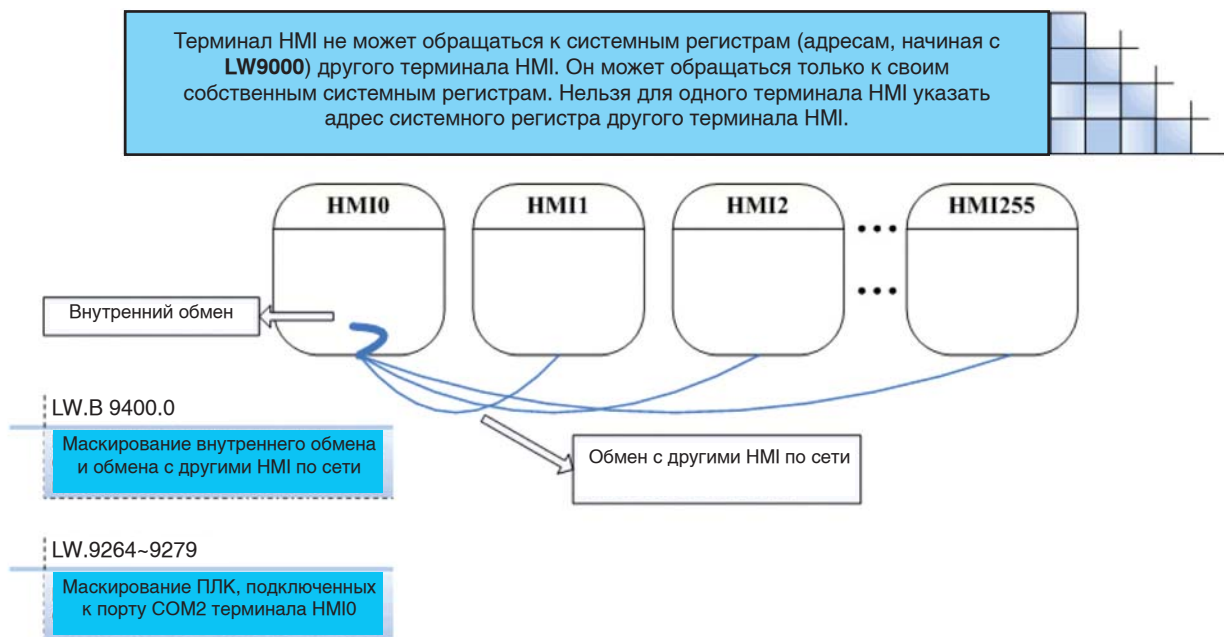 Терминал HMI не может обращаться к системным регистрам (адресам, начиная с
LW9000) другого терминала HMI. Он может обращаться только к своим
собственным системным регистрам. Нельзя для одного терминала HMI указать
адрес системного регистра другого терминала HMI.
HMI0
HMI1
HMI2
HMI255
Внутренний обмен
LW.B 9400.0
Маскирование внутреннего обмена
и обмена с другими HMI по сети
Обмен с другими HMI по сети
LW.9264~9279
Маскирование ПЛК, подключенных
к порту COM2 терминала HMI0